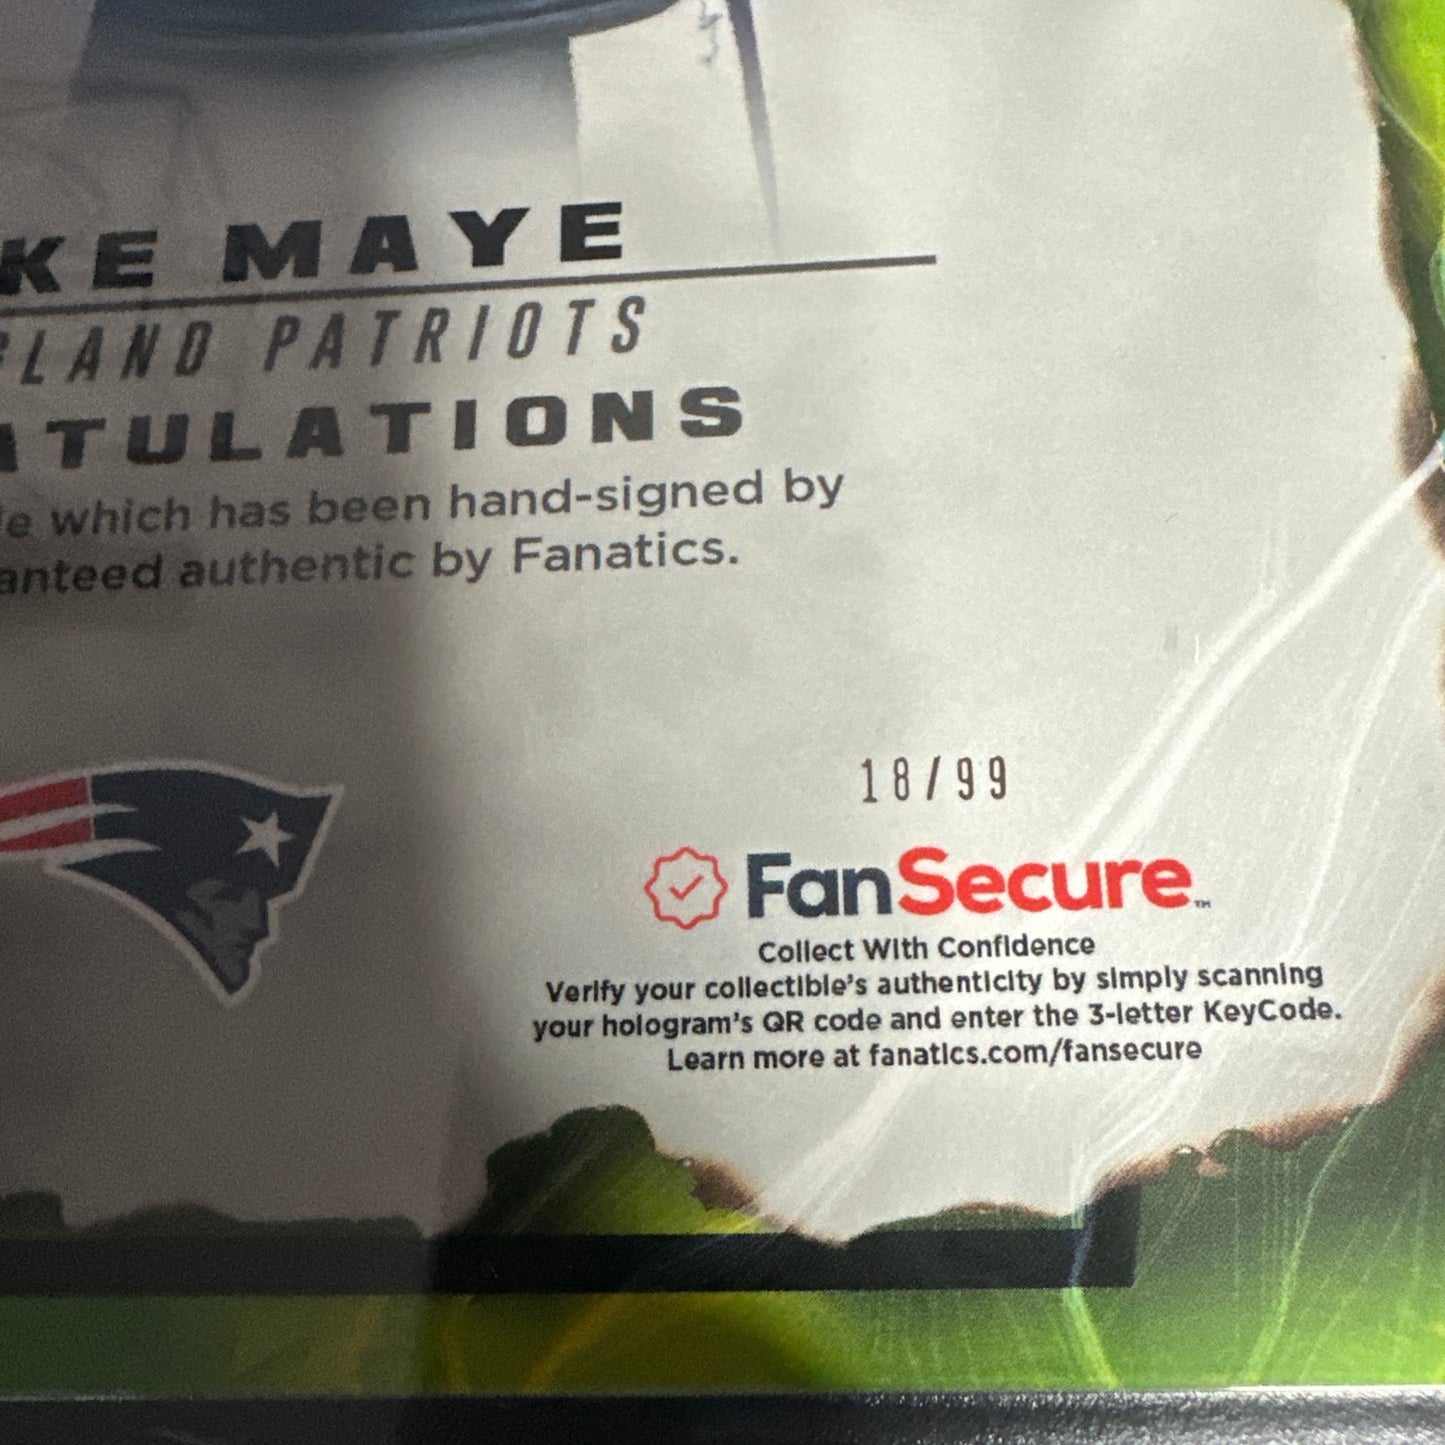 KE MAYE
LAND PATRIOTS
ATULATIONS
e which has been hand-signed by
anteed authentic by Fanatics.
18/99
FanSecure™
Collect With Confidence
Verify your collectible's authenticity by simply scanning
your hologram's QR code and enter the 3-letter KeyCode.
Learn more at fanatics.com/fansecure